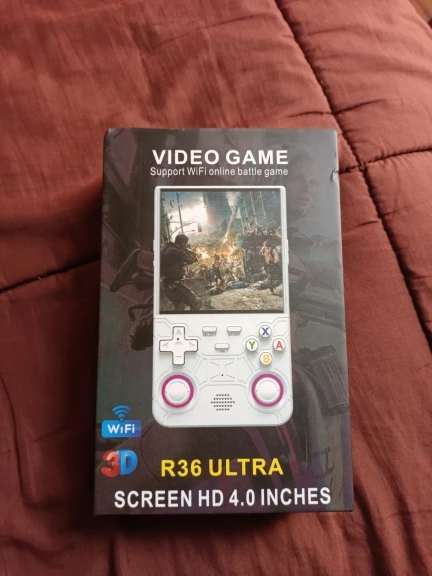 VIDEO GAME
Support WiFi online battle game
X
Y A
B
WiFi
3D
R36 ULTRA
SCREEN HD 4.0 INCHES